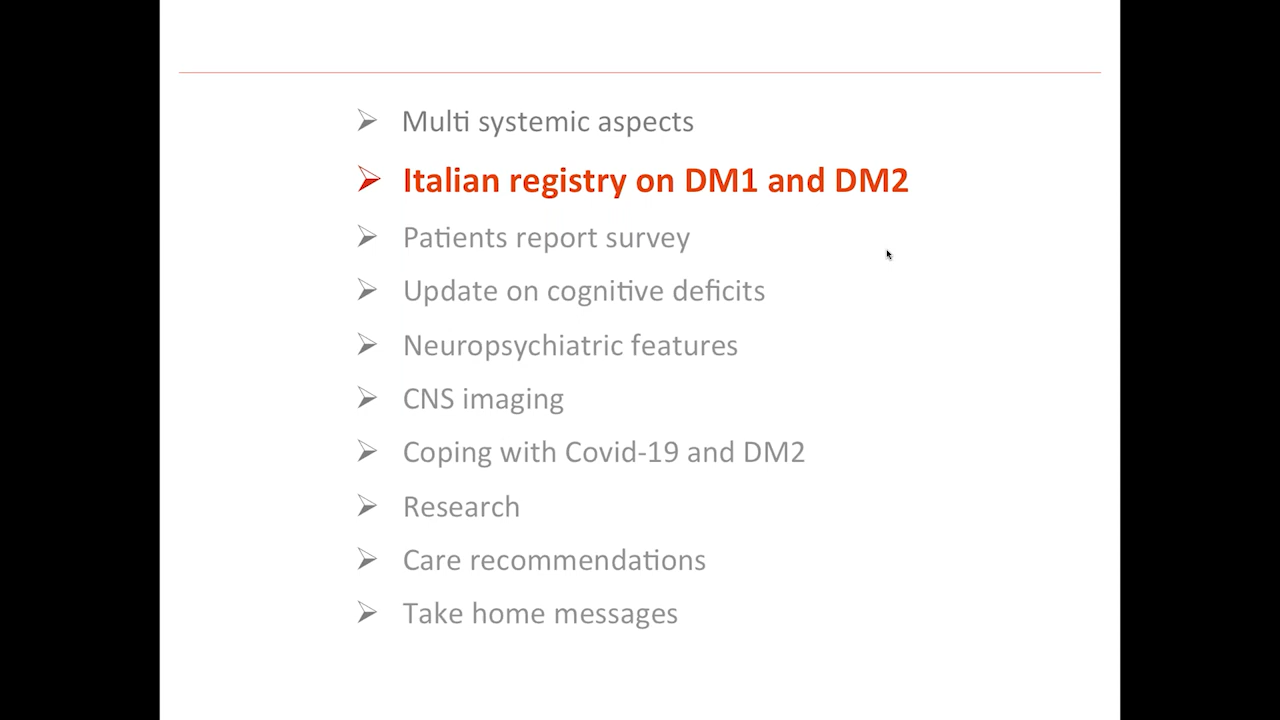 Multi systemic aspects
Italian registry on DM1 and DM2
Patients report survey
Update on cognitive deficits
Neuropsychiatric features
CNS imaging
Coping with Covid-19 and DM2
Research
Care recommendations
Take home messages